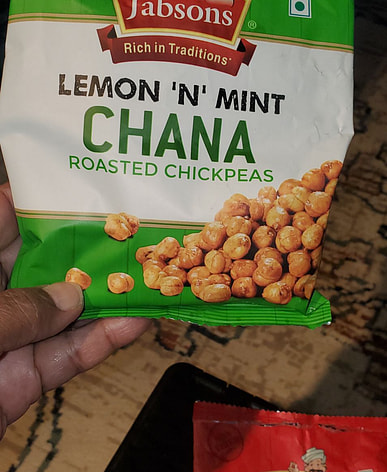 Jabsons
®
Rich in Traditions
LEMON 'N' MINT
CHANA
ROASTED CHICKPEAS